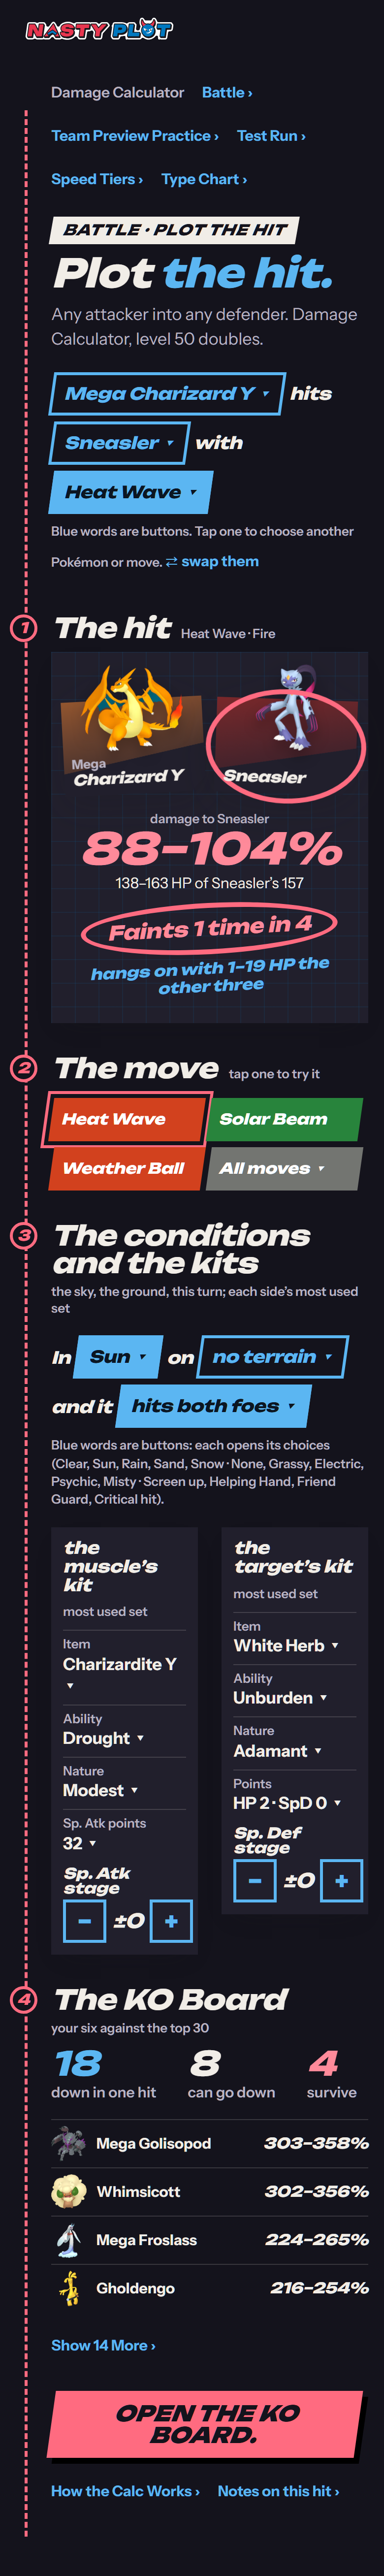 NASTY PLOT
Damage Calculator Battle ›
Team Preview Practice › Test Run ›
Speed Tiers › Type Chart ›
BATTLE · PLOT THE HIT
Plot the hit.
Any attacker into any defender. Damage
Calculator, level 50 doubles.
Mega Charizard Y ▾ hits
Sneasler ▾ with
Heat Wave ▾
Blue words are buttons. Tap one to choose another
Pokémon or move. ⇄ swap them
1 The hit Heat Wave · Fire
Mega
Charizard Y
Sneasler
damage to Sneasler
88–104%
138–163 HP of Sneasler's 157
Faints 1 time in 4
hangs on with 1–19 HP the
other three
2 The move tap one to try it
Heat Wave Solar Beam
Weather Ball All moves ▾
3 The conditions
and the kits
the sky, the ground, this turn; each side's most used
set
In Sun ▾ on no terrain ▾
and it hits both foes ▾
Blue words are buttons: each opens its choices
(Clear, Sun, Rain, Sand, Snow · None, Grassy, Electric,
Psychic, Misty · Screen up, Helping Hand, Friend
Guard, Critical hit).
the
muscle's
kit
most used set
Item
Charizardite Y
▾
Ability
Drought ▾
Nature
Modest ▾
Sp. Atk points
32 ▾
Sp. Atk
stage
− ±0 +
the
target's kit
most used set
Item
White Herb ▾
Ability
Unburden ▾
Nature
Adamant ▾
Points
HP 2 · SpD 0 ▾
Sp. Def
stage
− ±0 +
4 The KO Board
your six against the top 30
18 8 4
down in one hit can go down survive
Mega Golisopod 303–358%
Whimsicott 302–356%
Mega Froslass 224–265%
Gholdengo 216–254%
Show 14 More ›
OPEN THE KO
BOARD.
How the Calc Works › Notes on this hit ›